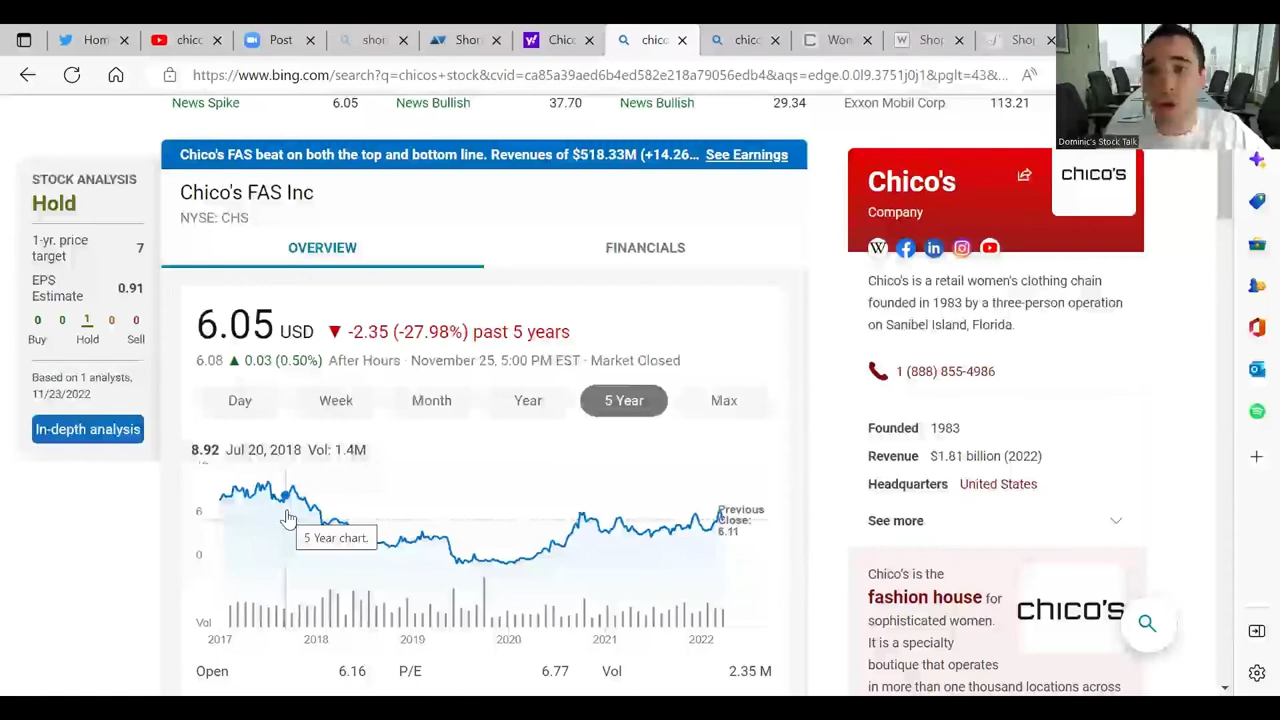 Hom
chicc
Post
shor
Shor
Chicc
chicc
chicc
Won
Shop
Shop
https://www.bing.com/search?q=chicos+stock&cvid=ca85a39aed6b4ed582e218a79056edb4&aqs=edge.0.0l9.3751j0j1&pglt=43&...
News Spike 6.05 News Bullish 37.70 News Bullish 29.34 Exxon Mobil Corp 113.21
Dominic's Stock Talk
Chico's FAS beat on both the top and bottom line. Revenues of $518.33M (+14.26... See Earnings
STOCK ANALYSIS
Hold
1-yr. price target 7
EPS Estimate 0.91
0 0 1 0 0
Buy Hold Sell
Based on 1 analysts,
11/23/2022
In-depth analysis
Chico's FAS Inc
NYSE: CHS
OVERVIEW FINANCIALS
6.05 USD ▼ -2.35 (-27.98%) past 5 years
6.08 ▲ 0.03 (0.50%) After Hours · November 25, 5:00 PM EST · Market Closed
Day Week Month Year 5 Year Max
8.92 Jul 20, 2018 Vol: 1.4M
6
0
Vol
Previous
Close:
6.11
5 Year chart.
2017 2018 2019 2020 2021 2022
Open 6.16 P/E 6.77 Vol 2.35 M
Chico's
Company
chico's
Chico's is a retail women's clothing chain
founded in 1983 by a three-person operation
on Sanibel Island, Florida.
1 (888) 855-4986
Founded 1983
Revenue $1.81 billion (2022)
Headquarters United States
See more
Chico's is the
fashion house for
sophisticated women.
It is a specialty
boutique that operates
in more than one thousand locations across
chico's